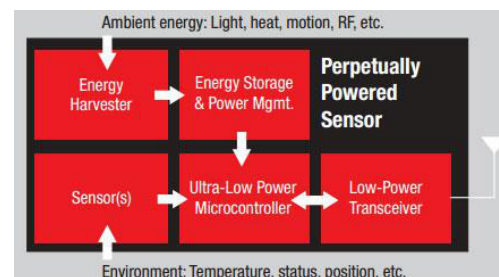 Ambient energy: Light, heat, motion, RF, etc.
Energy
Harvester
Energy Storage
& Power Mgmt.
Perpetually
Powered
Sensor
Sensor(s)
Ultra-Low Power
Microcontroller
Low-Power
Transceiver
Environment: Temperature, status, position, etc.